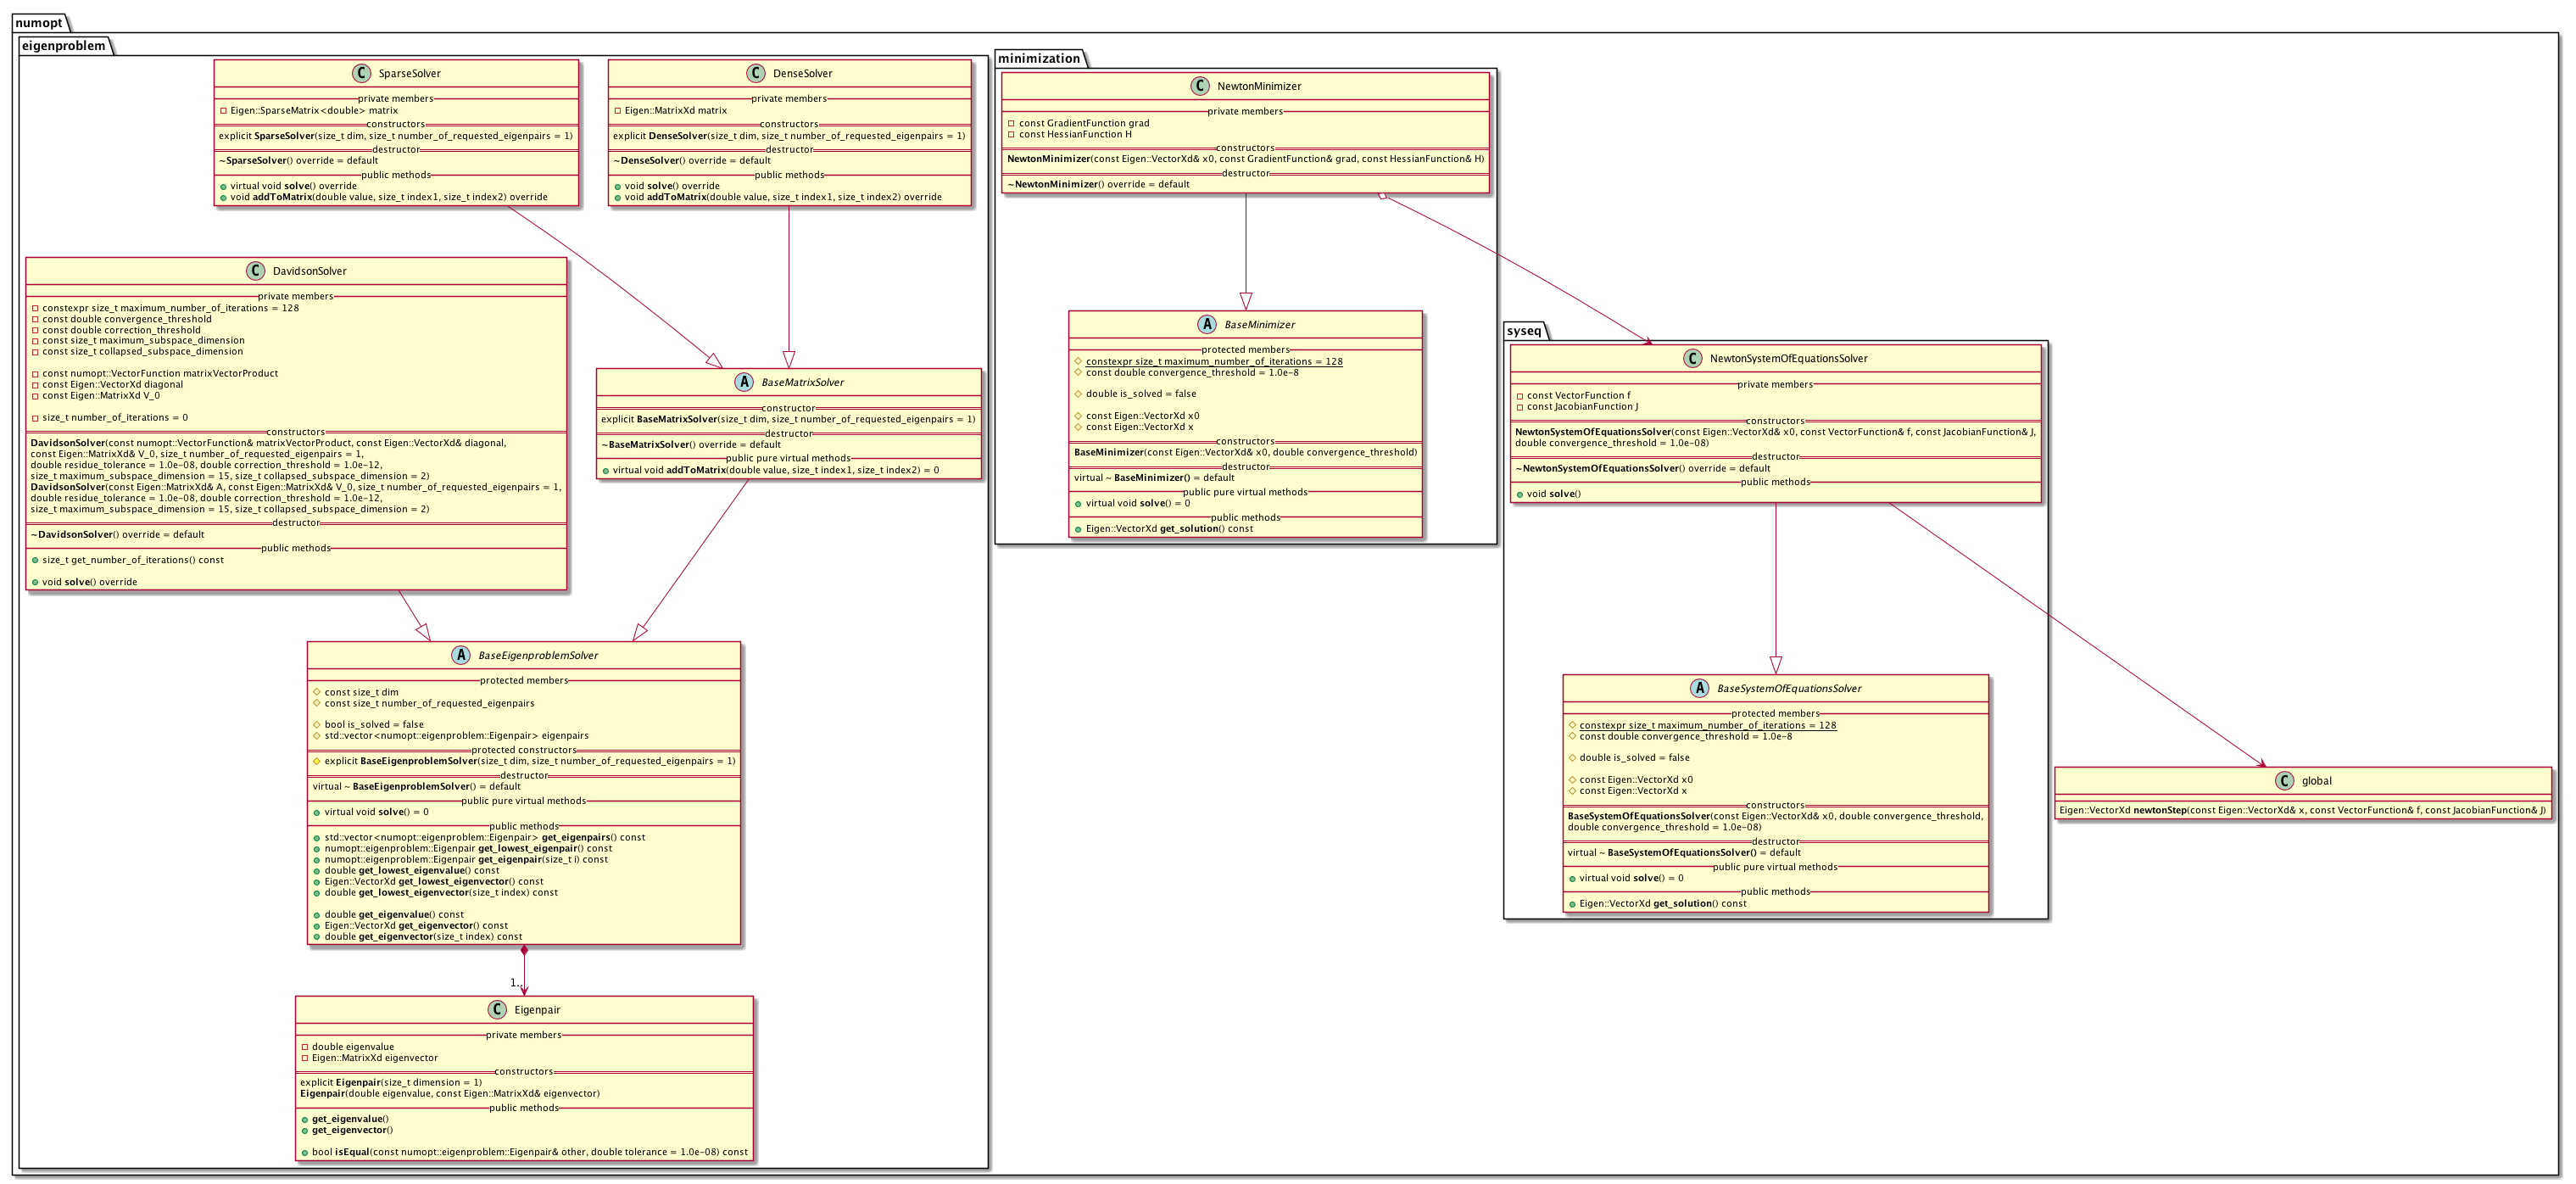 numopt
eigenproblem
SparseSolver
private members
Eigen::SparseMatrix<double> matrix
constructors
explicit SparseSolver(size_t dim, size_t number_of_requested_eigenpairs = 1)
destructor
~SparseSolver() override = default
public methods
virtual void solve() override
void addToMatrix(double value, size_t index1, size_t index2) override
DenseSolver
private members
Eigen::MatrixXd matrix
constructors
explicit DenseSolver(size_t dim, size_t number_of_requested_eigenpairs = 1)
destructor
~DenseSolver() override = default
public methods
void solve() override
void addToMatrix(double value, size_t index1, size_t index2) override
DavidsonSolver
private members
constexpr size_t maximum_number_of_iterations = 128
const double convergence_threshold
const double correction_threshold
const size_t maximum_subspace_dimension
const size_t collapsed_subspace_dimension
const numopt::VectorFunction matrixVectorProduct
const Eigen::VectorXd diagonal
const Eigen::MatrixXd V_0
size_t number_of_iterations = 0
constructors
DavidsonSolver(const numopt::VectorFunction& matrixVectorProduct, const Eigen::VectorXd& diagonal,
const Eigen::MatrixXd& V_0, size_t number_of_requested_eigenpairs = 1,
double residue_tolerance = 1.0e-08, double correction_threshold = 1.0e-12,
size_t maximum_subspace_dimension = 15, size_t collapsed_subspace_dimension = 2)
DavidsonSolver(const Eigen::MatrixXd& A, const Eigen::MatrixXd& V_0, size_t number_of_requested_eigenpairs = 1,
double residue_tolerance = 1.0e-08, double correction_threshold = 1.0e-12,
size_t maximum_subspace_dimension = 15, size_t collapsed_subspace_dimension = 2)
destructor
~DavidsonSolver() override = default
public methods
size_t get_number_of_iterations() const
void solve() override
BaseMatrixSolver
constructor
explicit BaseMatrixSolver(size_t dim, size_t number_of_requested_eigenpairs = 1)
destructor
~BaseMatrixSolver() override = default
public pure virtual methods
virtual void addToMatrix(double value, size_t index1, size_t index2) = 0
BaseEigenproblemSolver
protected members
const size_t dim
const size_t number_of_requested_eigenpairs
bool is_solved = false
std::vector<numopt::eigenproblem::Eigenpair> eigenpairs
protected constructors
explicit BaseEigenproblemSolver(size_t dim, size_t number_of_requested_eigenpairs = 1)
destructor
virtual ~ BaseEigenproblemSolver() = default
public pure virtual methods
virtual void solve() = 0
public methods
std::vector<numopt::eigenproblem::Eigenpair> get_eigenpairs() const
numopt::eigenproblem::Eigenpair get_lowest_eigenpair() const
numopt::eigenproblem::Eigenpair get_eigenpair(size_t i) const
double get_lowest_eigenvalue() const
Eigen::VectorXd get_lowest_eigenvector() const
double get_lowest_eigenvector(size_t index) const
double get_eigenvalue() const
Eigen::VectorXd get_eigenvector() const
double get_eigenvector(size_t index) const
1..
Eigenpair
private members
double eigenvalue
Eigen::MatrixXd eigenvector
constructors
explicit Eigenpair(size_t dimension = 1)
Eigenpair(double eigenvalue, const Eigen::MatrixXd& eigenvector)
public methods
get_eigenvalue()
get_eigenvector()
bool isEqual(const numopt::eigenproblem::Eigenpair& other, double tolerance = 1.0e-08) const
minimization
NewtonMinimizer
private members
const GradientFunction grad
const HessianFunction H
constructors
NewtonMinimizer(const Eigen::VectorXd& x0, const GradientFunction& grad, const HessianFunction& H)
destructor
~NewtonMinimizer() override = default
BaseMinimizer
protected members
constexpr size_t maximum_number_of_iterations = 128
const double convergence_threshold = 1.0e-8
double is_solved = false
const Eigen::VectorXd x0
const Eigen::VectorXd x
constructors
BaseMinimizer(const Eigen::VectorXd& x0, double convergence_threshold)
destructor
virtual ~ BaseMinimizer() = default
public pure virtual methods
virtual void solve() = 0
public methods
Eigen::VectorXd get_solution() const
syseq
NewtonSystemOfEquationsSolver
private members
const VectorFunction f
const JacobianFunction J
constructors
NewtonSystemOfEquationsSolver(const Eigen::VectorXd& x0, const VectorFunction& f, const JacobianFunction& J,
double convergence_threshold = 1.0e-08)
destructor
~NewtonSystemOfEquationsSolver() override = default
public methods
void solve()
BaseSystemOfEquationsSolver
protected members
constexpr size_t maximum_number_of_iterations = 128
const double convergence_threshold = 1.0e-8
double is_solved = false
const Eigen::VectorXd x0
const Eigen::VectorXd x
constructors
BaseSystemOfEquationsSolver(const Eigen::VectorXd& x0, double convergence_threshold,
double convergence_threshold = 1.0e-08)
destructor
virtual ~ BaseSystemOfEquationsSolver() = default
public pure virtual methods
virtual void solve() = 0
public methods
Eigen::VectorXd get_solution() const
global
Eigen::VectorXd newtonStep(const Eigen::VectorXd& x, const VectorFunction& f, const JacobianFunction& J)